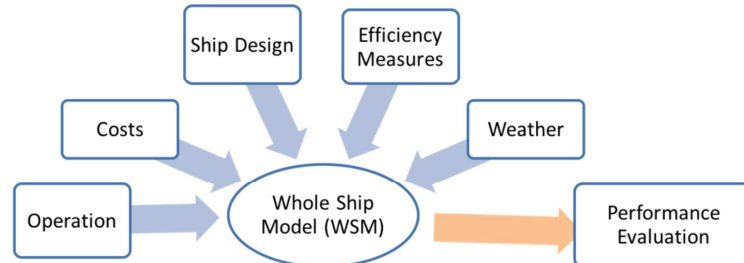 Ship Design
Efficiency
Measures
Costs
Weather
Operation
Whole Ship
Model (WSM)
Performance
Evaluation